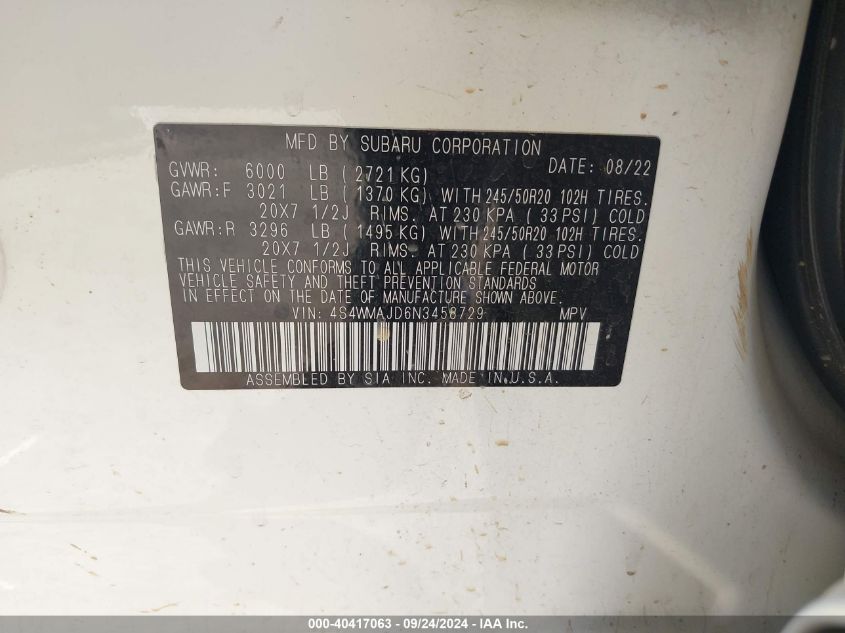 MFD BY SUBARU CORPORATION
GVWR: 6000 LB (2721 KG) DATE: 08/22
GAWR:F 3021 LB (1370 KG) WITH 245/50R20 102H TIRES.
20X7 1/2J RIMS. AT 230 KPA (33 PSI) COLD
GAWR:R 3296 LB (1495 KG) WITH 245/50R20 102H TIRES.
20X7 1/2J RIMS. AT 230 KPA (33 PSI) COLD
THIS VEHICLE CONFORMS TO ALL APPLICABLE FEDERAL MOTOR
VEHICLE SAFETY AND THEFT PREVENTION STANDARDS
IN EFFECT ON THE DATE OF MANUFACTURE SHOWN ABOVE.
VIN: 4S4WMAJD6N3458729 MPV
ASSEMBLED BY SIA INC. MADE IN U.S.A.
000-40417063 - 09/24/2024 - IAA Inc.